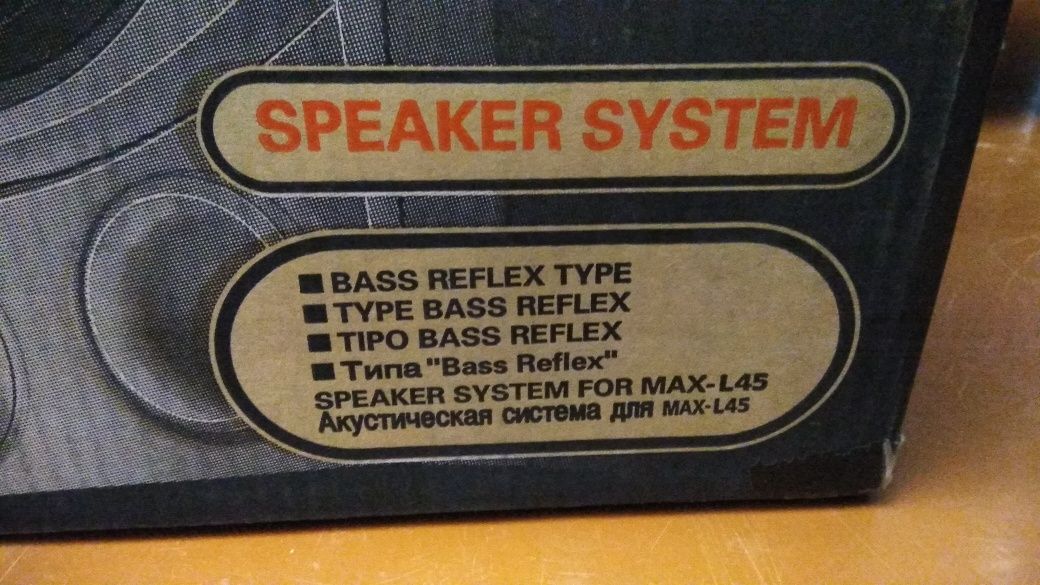 SPEAKER SYSTEM
■ BASS REFLEX TYPE
■ TYPE BASS REFLEX
■ TIPO BASS REFLEX
■ Типа "Bass Reflex"
SPEAKER SYSTEM FOR MAX-L45
Акустическая система для MAX-L45